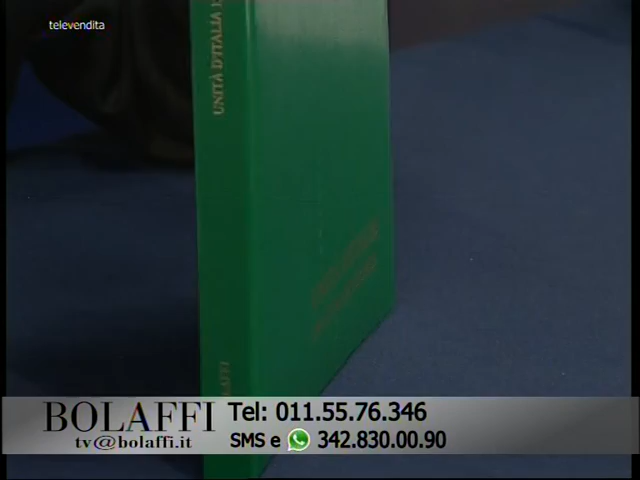 televendita
UNITÀ D'ITALIA
BOLAFFI
tv@bolaffi.it
Tel: 011.55.76.346
SMS e 342.830.00.90